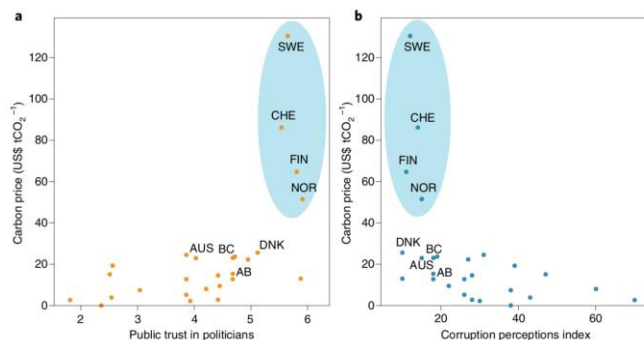 a
Carbon price (US$ tCO₂⁻¹)
120
100
80
60
40
20
0
SWE
CHE
FIN
NOR
AUS
BC
DNK
AB
2
3
4
5
6
Public trust in politicians
b
Carbon price (US$ tCO₂⁻¹)
120
100
80
60
40
20
0
SWE
CHE
FIN
NOR
DNK
BC
AUS
AB
20
40
60
Corruption perceptions index